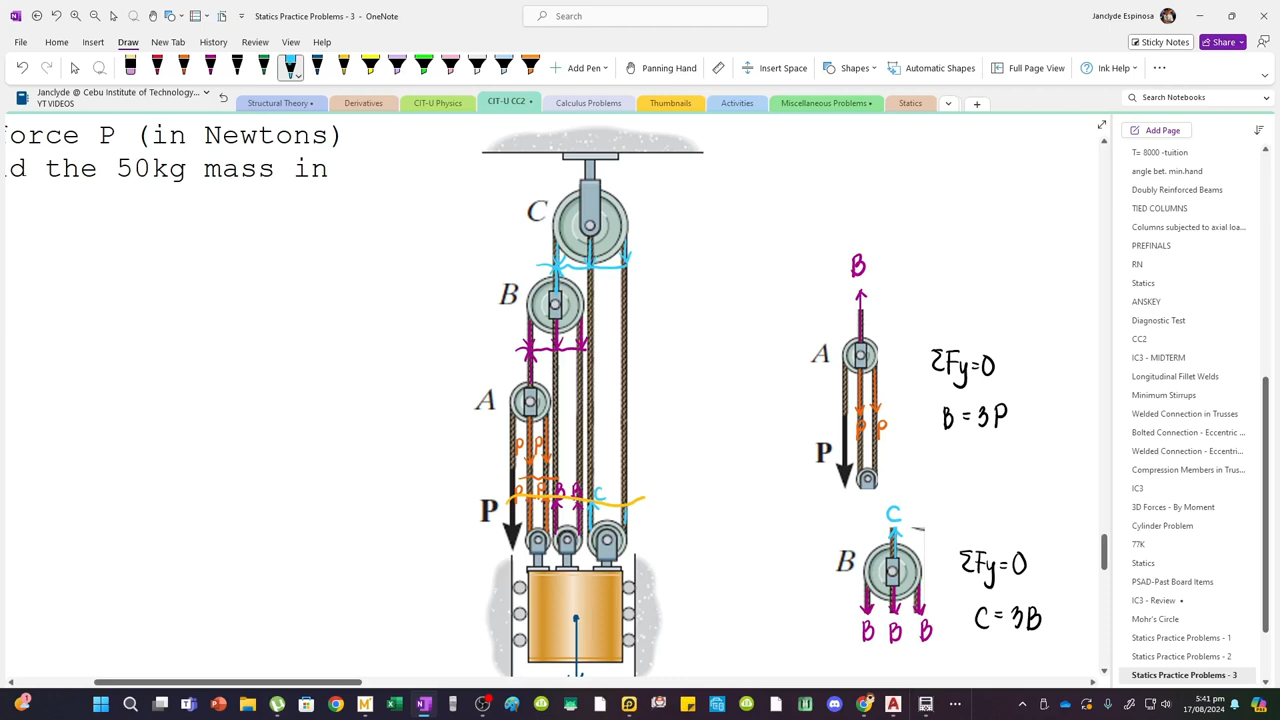 Statics Practice Problems - 3 - OneNote
Search
Janclyde Espinosa
File Home Insert Draw New Tab History Review View Help
Sticky Notes
Share
Add Pen
Panning Hand
Insert Space
Shapes
Automatic Shapes
Full Page View
Ink Help
Janclyde @ Cebu Institute of Technology...
YT VIDEOS
Structural Theory
Derivatives
CIT-U Physics
CIT-U CC2
Calculus Problems
Thumbnails
Activities
Miscellaneous Problems
Statics
Search Notebooks
force P (in Newtons)
d the 50kg mass in
Add Page
T= 8000 -tuition
angle bet. min.hand
Doubly Reinforced Beams
TIED COLUMNS
Columns subjected to axial loa...
PREFINALS
RN
Statics
ANSKEY
Diagnostic Test
CC2
IC3 - MIDTERM
Longitudinal Fillet Welds
Minimum Stirrups
Welded Connection in Trusses
Bolted Connection - Eccentric ...
Welded Connection - Eccentri...
Compression Members in Trus...
IC3
3D Forces - By Moment
Cylinder Problem
77K
Statics
PSAD-Past Board Items
IC3 - Review
Mohr's Circle
Statics Practice Problems - 1
Statics Practice Problems - 2
Statics Practice Problems - 3
C
B
A
P P
P P B B C
P
B
A
P P
P
ΣFy=0
B = 3P
C
B
B B B
ΣFy=0
C = 3B
1
Search
5:41 pm
17/08/2024